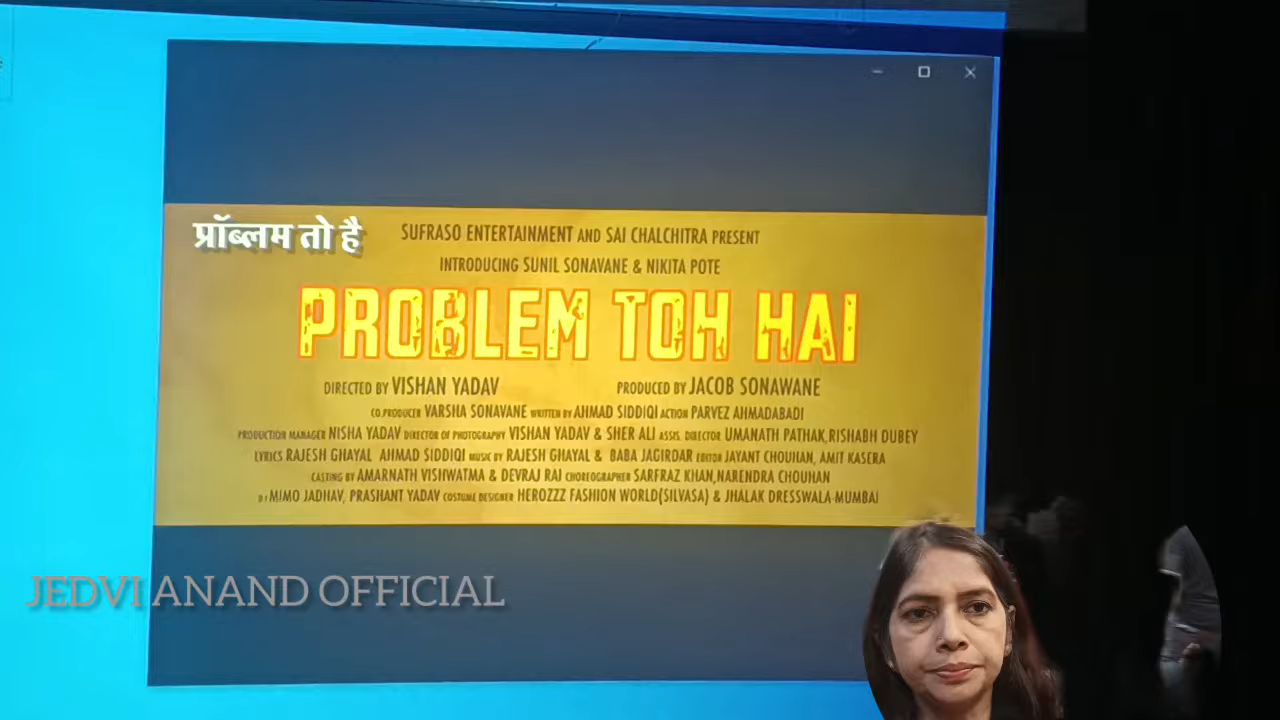 प्रॉब्लम तो है
SUFRASO ENTERTAINMENT AND SAI CHALCHITRA PRESENT
INTRODUCING SUNIL SONAVANE & NIKITA POTE
PROBLEM TOH HAI
DIRECTED BY VISHAN YADAV PRODUCED BY JACOB SONAWANE
CO.PRODUCER VARSHA SONAVANE WRITTEN BY AHMAD SIDDIQI ACTION PARVEZ AHMADABADI
PRODUCTION MANAGER NISHA YADAV DIRECTOR OF PHOTOGRAPHY VISHAN YADAV & SHER ALI ASSIS. DIRECTOR UMANATH PATHAK,RISHABH DUBEY
LYRICS RAJESH GHAYAL AHMAD SIDDIQI MUSIC BY RAJESH GHAYAL & BABA JAGIRDAR EDITOR JAYANT CHOUHAN, AMIT KASERA
CASTING BY AMARNATH VISHWATMA & DEVRAJ RAI CHOREOGRAPHER SARFRAZ KHAN,NARENDRA CHOUHAN
MIMO JADHAV, PRASHANT YADAV COSTUME DESIGNER HEROZZZ FASHION WORLD(SILVASA) & JHALAK DRESSWALA-MUMBAI
JEDVI ANAND OFFICIAL